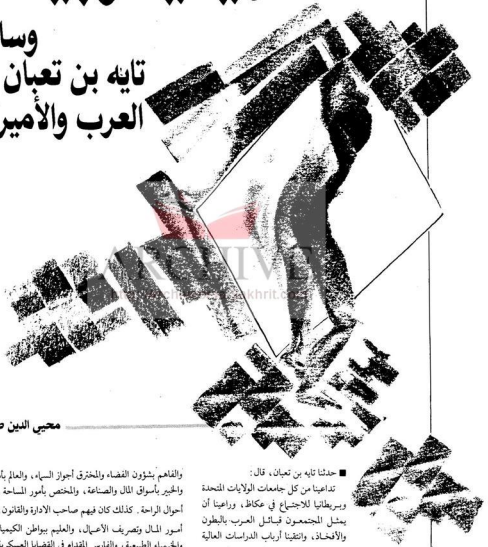 وسا
تايه بن تعبان
العرب والأمير
ARCHIVE
محيي الدين ص
■ حدثنا تايه بن تعبان، قال:
تداعينا من كل جامعات الولايات المتحدة
وبريطانيا للاجتماع في عكاظ، وراعينا أن
يمثل المجتمعون قبائل العرب بالبطون
والأفخاذ، وانتقينا أرباب الدراسات العالية
والفاهم بشؤون الفضاء والمخترق أجواز السماء، والعالم بأ
والخبير بأسواق المال والصناعة، والمختص بأمور المساحة
أحوال الراحة. كذلك كان فيهم صاحب الادارة والقانون
أمور المال وتصريف الأعمال، والعليم ببواطن الكيميا